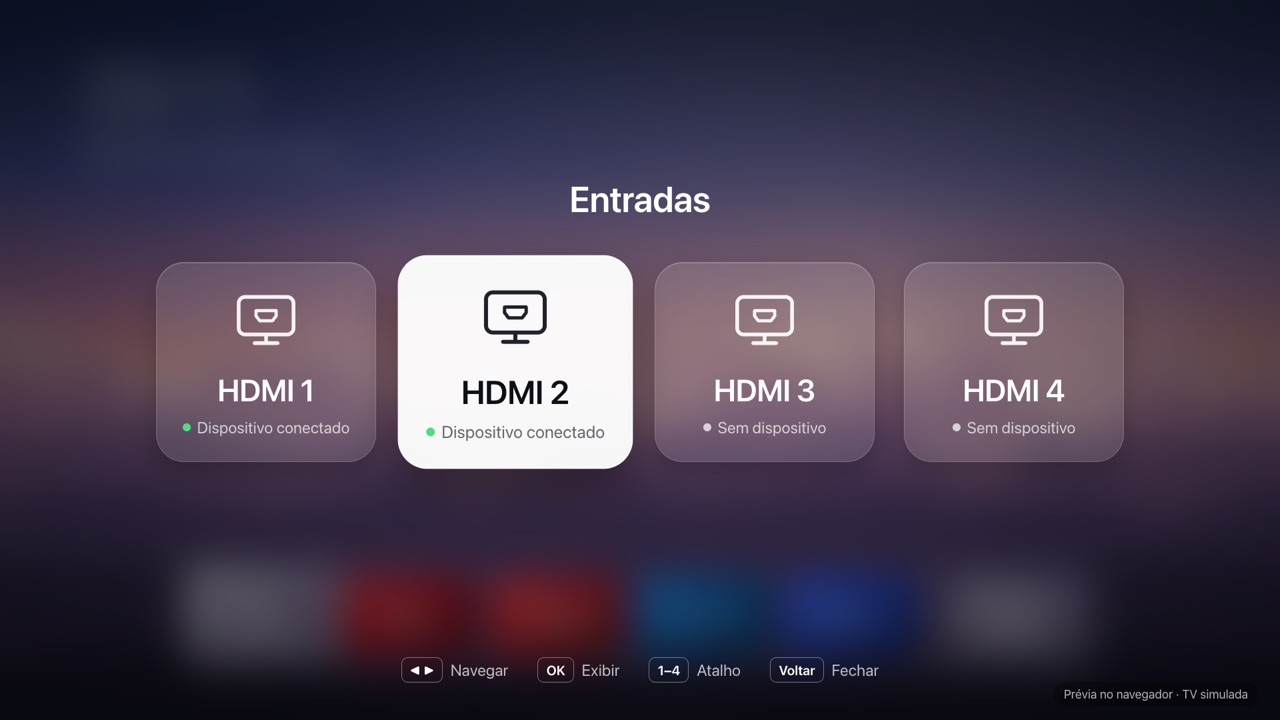 Entradas
HDMI 1
Dispositivo conectado
HDMI 2
Dispositivo conectado
HDMI 3
Sem dispositivo
HDMI 4
Sem dispositivo
◀ ▶ Navegar OK Exibir 1–4 Atalho Voltar Fechar
Prévia no navegador · TV simulada